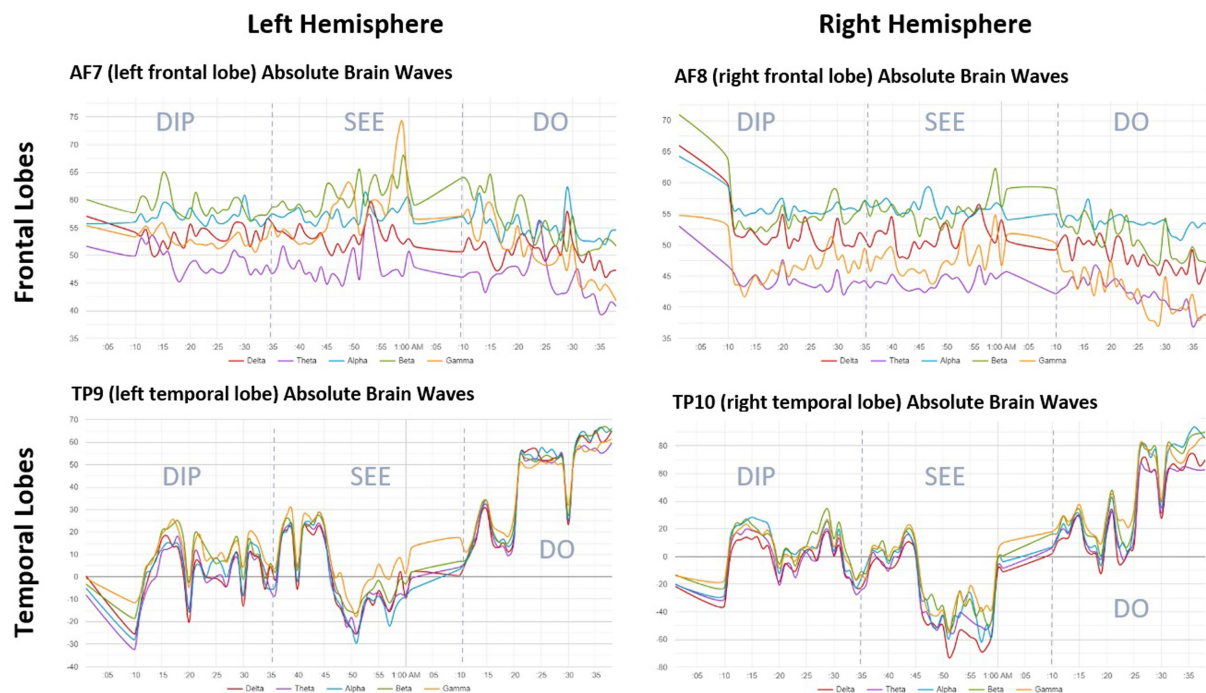 Left Hemisphere
Right Hemisphere
Frontal Lobes
AF7 (left frontal lobe) Absolute Brain Waves
DIP SEE DO
75
70
65
60
55
50
45
40
35
:05 :10 :15 :20 :25 :30 :35 :40 :45 :50 :55 1:00 AM :05 :10 :15 :20 :25 :30 :35
Delta Theta Alpha Beta Gamma
AF8 (right frontal lobe) Absolute Brain Waves
DIP SEE DO
70
65
60
55
50
45
40
35
:05 :10 :15 :20 :25 :30 :35 :40 :45 :50 :55 1:00 AM :05 :10 :15 :20 :25 :30 :35
Delta Theta Alpha Beta Gamma
Temporal Lobes
TP9 (left temporal lobe) Absolute Brain Waves
DIP SEE DO
70
60
50
40
30
20
10
0
-10
-20
-30
-40
:05 :10 :15 :20 :25 :30 :35 :40 :45 :50 :55 1:00 AM :05 :10 :15 :20 :25 :30 :35
Delta Theta Alpha Beta Gamma
TP10 (right temporal lobe) Absolute Brain Waves
DIP SEE DO
80
60
40
20
0
-20
-40
-60
-80
:05 :10 :15 :20 :25 :30 :35 :40 :45 :50 :55 1:00 AM :05 :10 :15 :20 :25 :30 :35
Delta Theta Alpha Beta Gamma